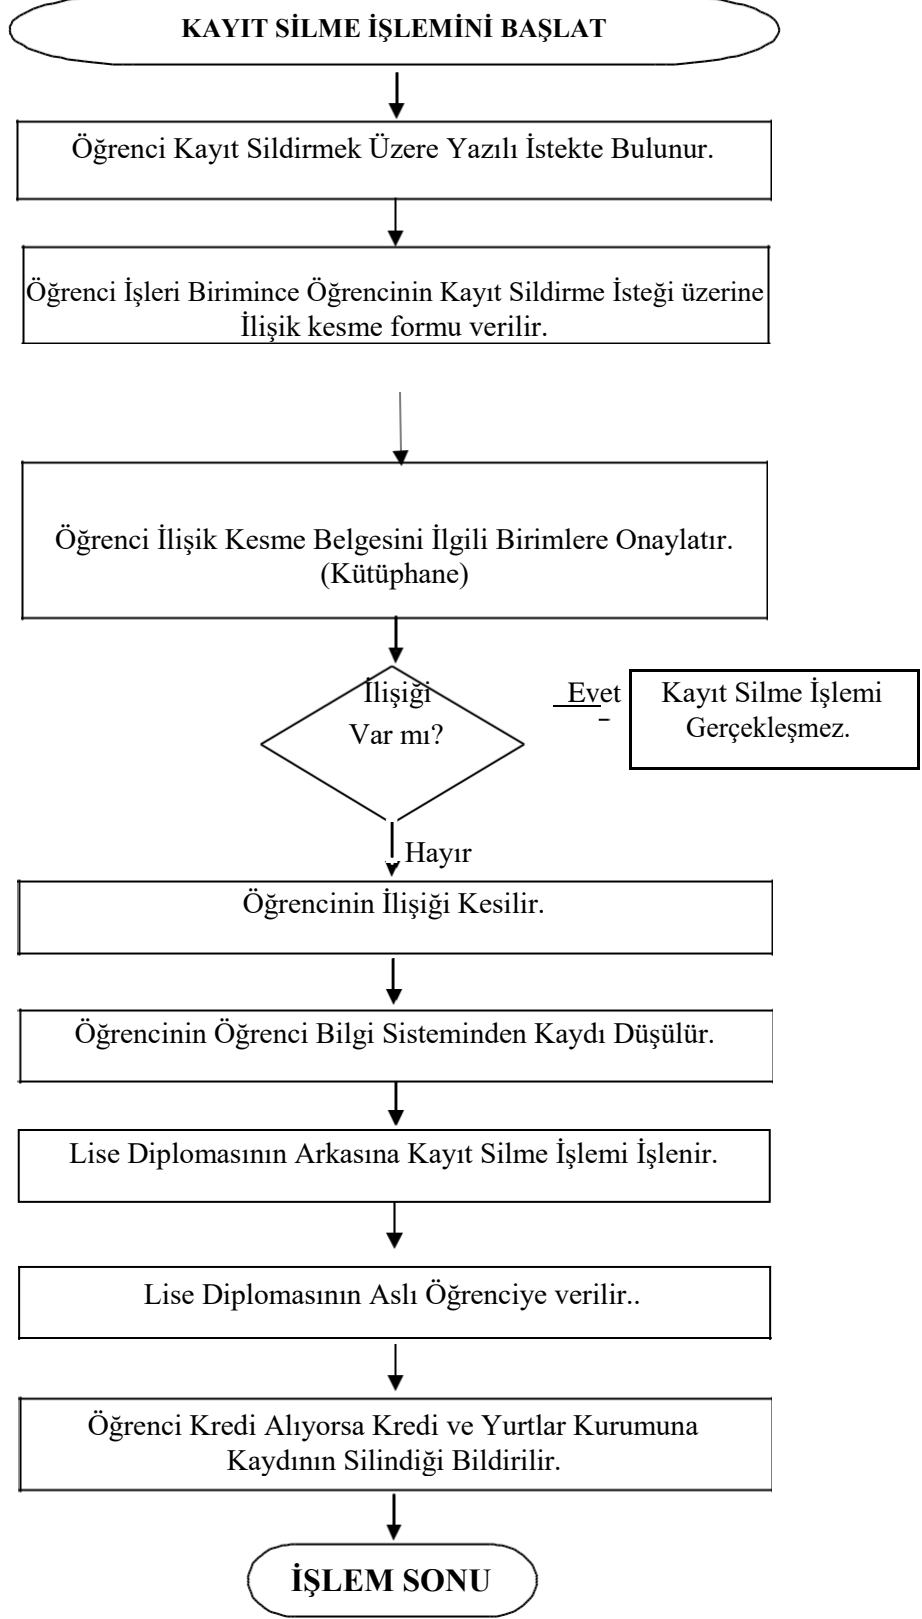 KAYIT SİLME İŞLEMİNİ BAŞLAT
Öğrenci Kayıt Sildirmek Üzere Yazılı İstekte Bulunur.
Öğrenci İşleri Birimince Öğrencinin Kayıt Sildirme İsteği üzerine
İlişik kesme formu verilir.
Öğrenci İlişik Kesme Belgesini İlgili Birimlere Onaylatır.
(Kütüphane)
İlişiği
Var mı?
Evet
Kayıt Silme İşlemi
Gerçekleşmez.
Hayır
Öğrencinin İlişiği Kesilir.
Öğrencinin Öğrenci Bilgi Sisteminden Kaydı Düşülür.
Lise Diplomasının Arkasına Kayıt Silme İşlemi İşlenir.
Lise Diplomasının Aslı Öğrenciye verilir..
Öğrenci Kredi Alıyorsa Kredi ve Yurtlar Kurumuna
Kaydının Silindiği Bildirilir.
İŞLEM SONU